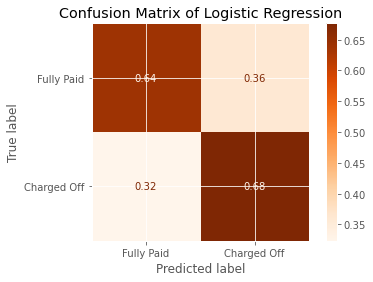 Confusion Matrix of Logistic Regression
True label
Fully Paid
0.64
0.36
Charged Off
0.32
0.68
Fully Paid
Charged Off
Predicted label
0.65
0.60
0.55
0.50
0.45
0.40
0.35